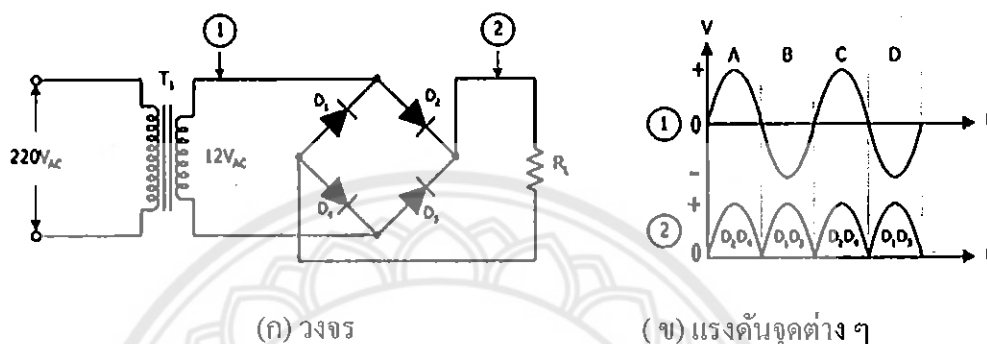 1
2
T₁
D₁
D₂
220V_AC
12V_AC
R_L
D₄
D₃
V
A B C D
+
1 0 t
-
+
2 D₂D₄ D₁D₃ D₂D₄ D₁D₃
0
(ก) วงจร
(ข) แรงดันจุดต่าง ๆ